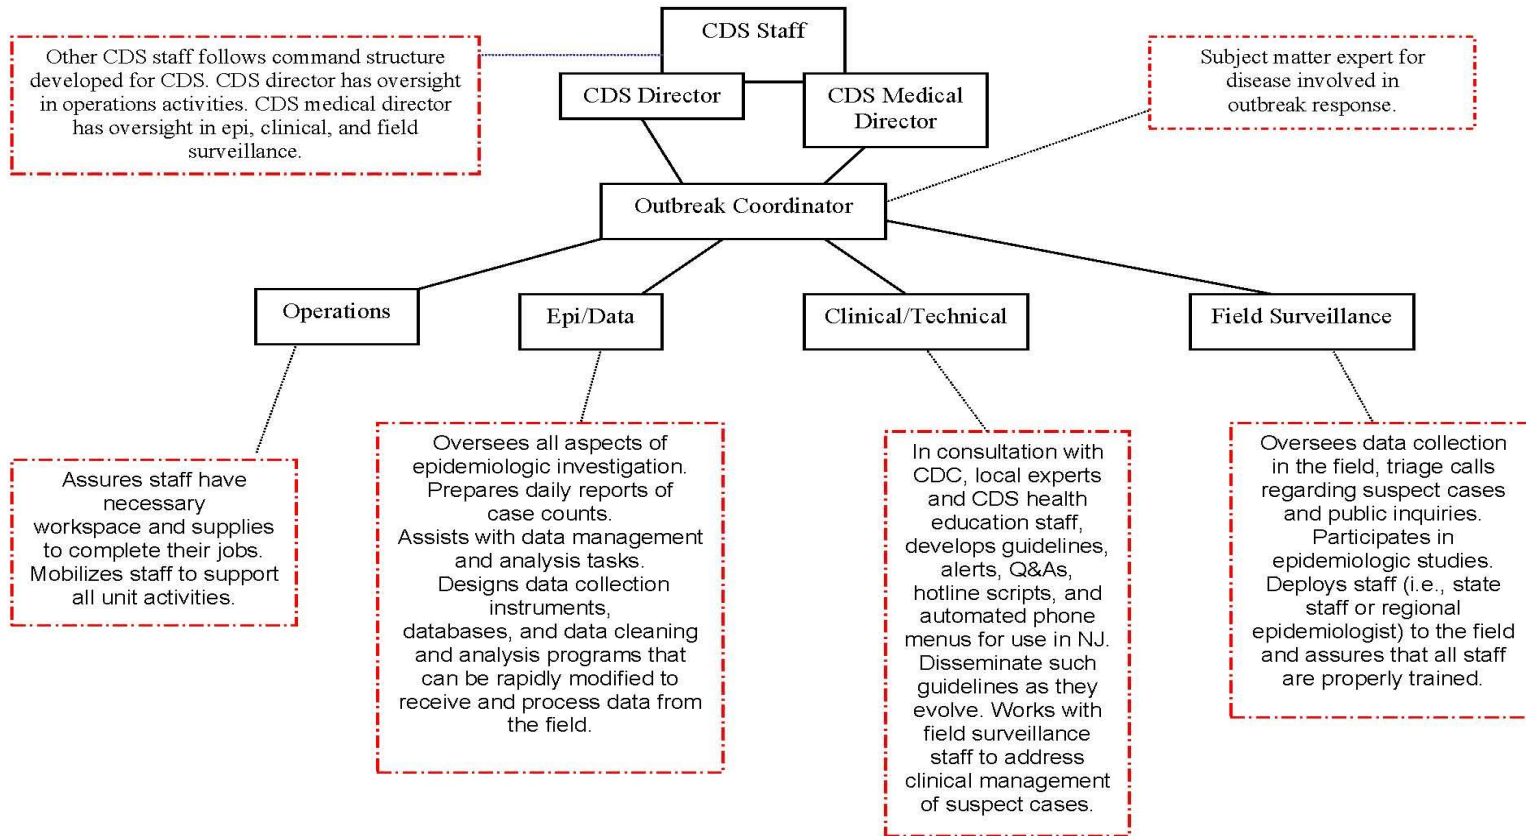 CDS Staff
Other CDS staff follows command structure
developed for CDS. CDS director has oversight
in operations activities. CDS medical director
has oversight in epi, clinical, and field
surveillance.
Subject matter expert for
disease involved in
outbreak response.
CDS Director
CDS Medical
Director
Outbreak Coordinator
Operations
Epi/Data
Clinical/Technical
Field Surveillance
Assures staff have
necessary
workspace and supplies
to complete their jobs.
Mobilizes staff to support
all unit activities.
Oversees all aspects of
epidemiologic investigation.
Prepares daily reports of
case counts.
Assists with data management
and analysis tasks.
Designs data collection
instruments,
databases, and data cleaning
and analysis programs that
can be rapidly modified to
receive and process data from
the field.
In consultation with
CDC, local experts
and CDS health
education staff,
develops guidelines,
alerts, Q&As,
hotline scripts, and
automated phone
menus for use in NJ.
Disseminate such
guidelines as they
evolve. Works with
field surveillance
staff to address
clinical management
of suspect cases.
Oversees data collection
in the field, triage calls
regarding suspect cases
and public inquiries.
Participates in
epidemiologic studies.
Deploys staff (i.e., state
staff or regional
epidemiologist) to the field
and assures that all staff
are properly trained.